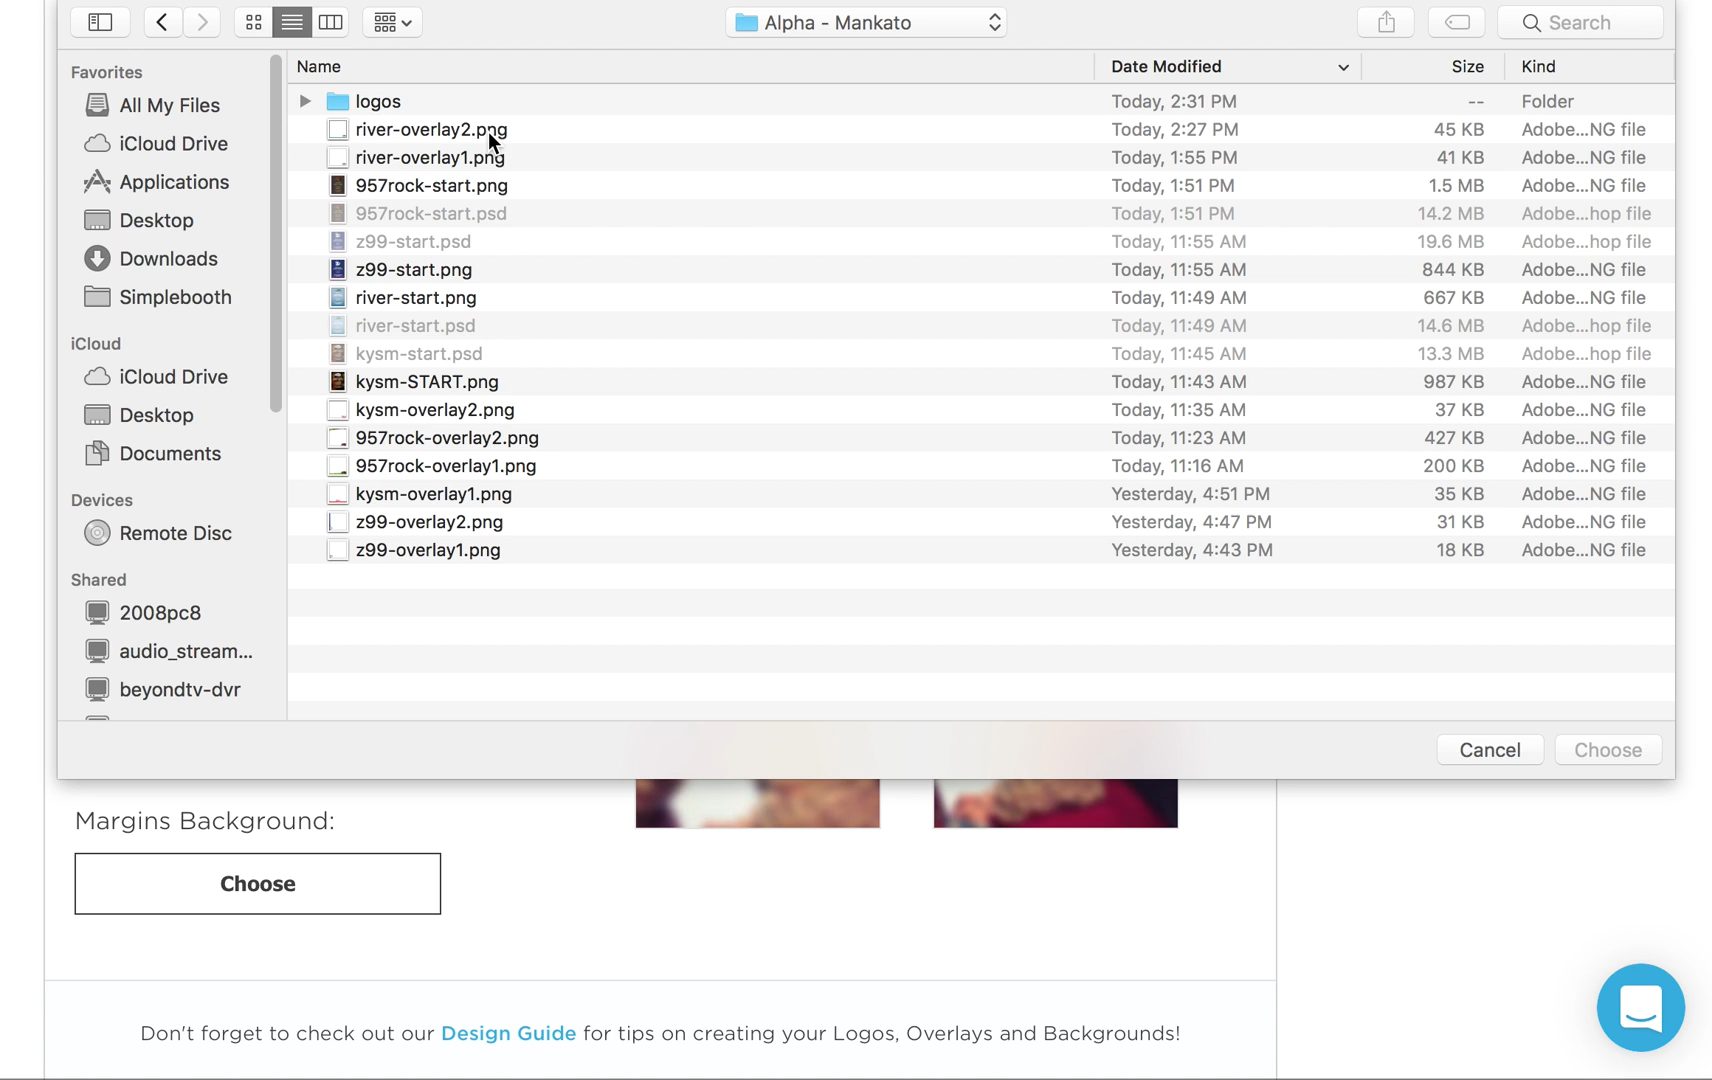 Alpha - Mankato
Search
Favorites
All My Files
iCloud Drive
Applications
Desktop
Downloads
Simplebooth
iCloud
iCloud Drive
Desktop
Documents
Devices
Remote Disc
Shared
2008pc8
audio_stream...
beyondtv-dvr
Name Date Modified Size Kind
logos Today, 2:31 PM -- Folder
river-overlay2.png Today, 2:27 PM 45 KB Adobe...NG file
river-overlay1.png Today, 1:55 PM 41 KB Adobe...NG file
957rock-start.png Today, 1:51 PM 1.5 MB Adobe...NG file
957rock-start.psd Today, 1:51 PM 14.2 MB Adobe...hop file
z99-start.psd Today, 11:55 AM 19.6 MB Adobe...hop file
z99-start.png Today, 11:55 AM 844 KB Adobe...NG file
river-start.png Today, 11:49 AM 667 KB Adobe...NG file
river-start.psd Today, 11:49 AM 14.6 MB Adobe...hop file
kysm-start.psd Today, 11:45 AM 13.3 MB Adobe...hop file
kysm-START.png Today, 11:43 AM 987 KB Adobe...NG file
kysm-overlay2.png Today, 11:35 AM 37 KB Adobe...NG file
957rock-overlay2.png Today, 11:23 AM 427 KB Adobe...NG file
957rock-overlay1.png Today, 11:16 AM 200 KB Adobe...NG file
kysm-overlay1.png Yesterday, 4:51 PM 35 KB Adobe...NG file
z99-overlay2.png Yesterday, 4:47 PM 31 KB Adobe...NG file
z99-overlay1.png Yesterday, 4:43 PM 18 KB Adobe...NG file
Cancel Choose
Margins Background:
Choose
Don't forget to check out our Design Guide for tips on creating your Logos, Overlays and Backgrounds!